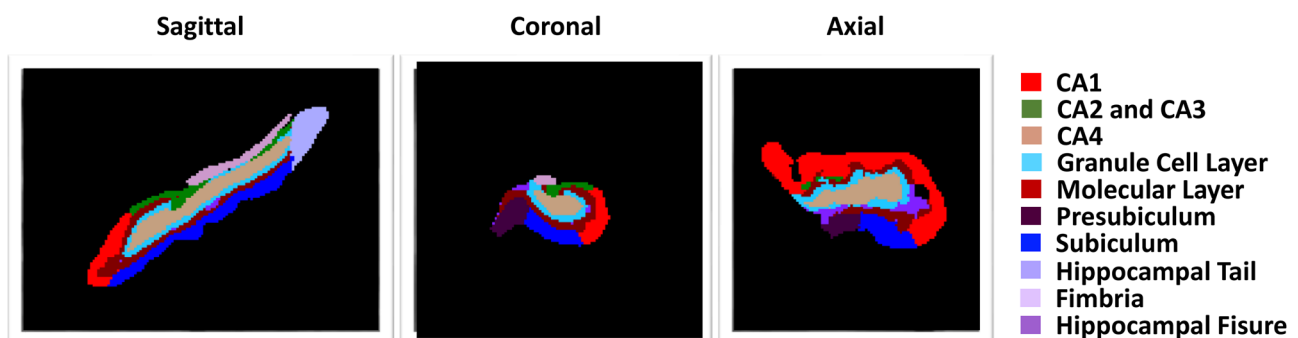 Sagittal
Coronal
Axial
CA1
CA2 and CA3
CA4
Granule Cell Layer
Molecular Layer
Presubiculum
Subiculum
Hippocampal Tail
Fimbria
Hippocampal Fisure